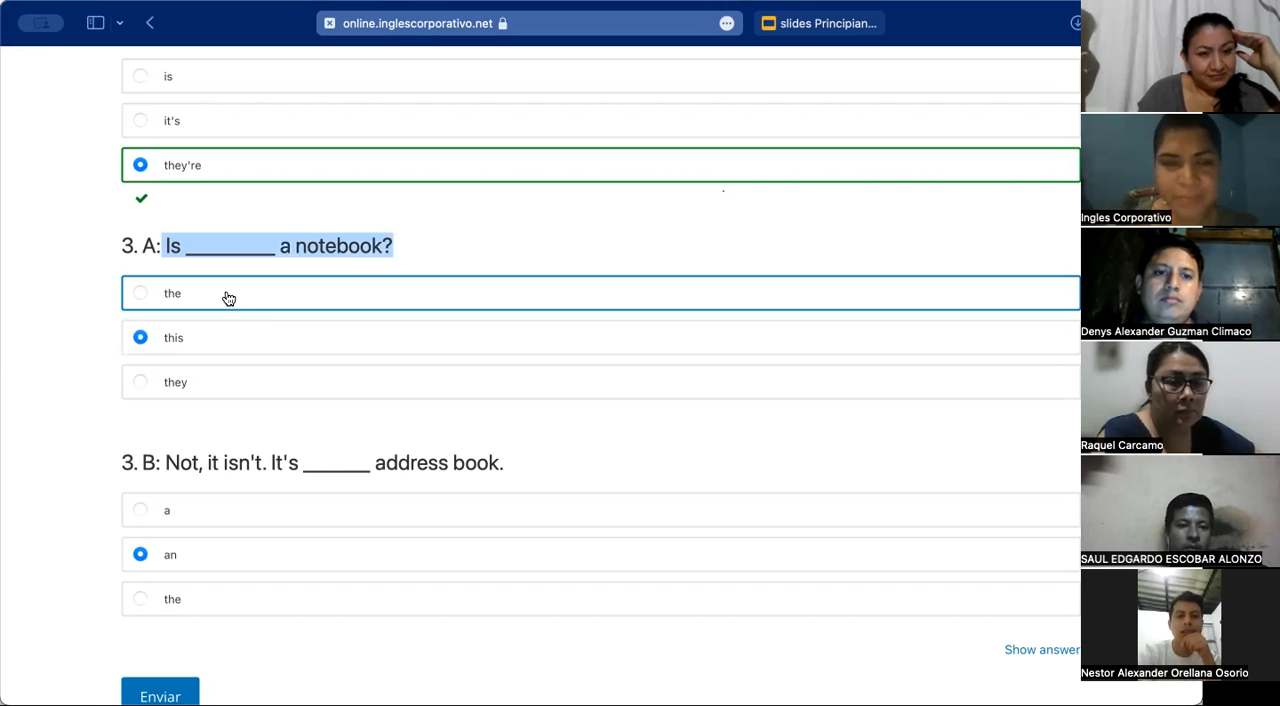 online.inglescorporativo.net
slides Principian...
is
it's
they're
3. A: Is _________ a notebook?
the
this
they
3. B: Not, it isn't. It's _______ address book.
a
an
the
Show answer
Enviar
Ingles Corporativo
Denys Alexander Guzman Climaco
Raquel Carcamo
SAUL EDGARDO ESCOBAR ALONZO
Nestor Alexander Orellana Osorio